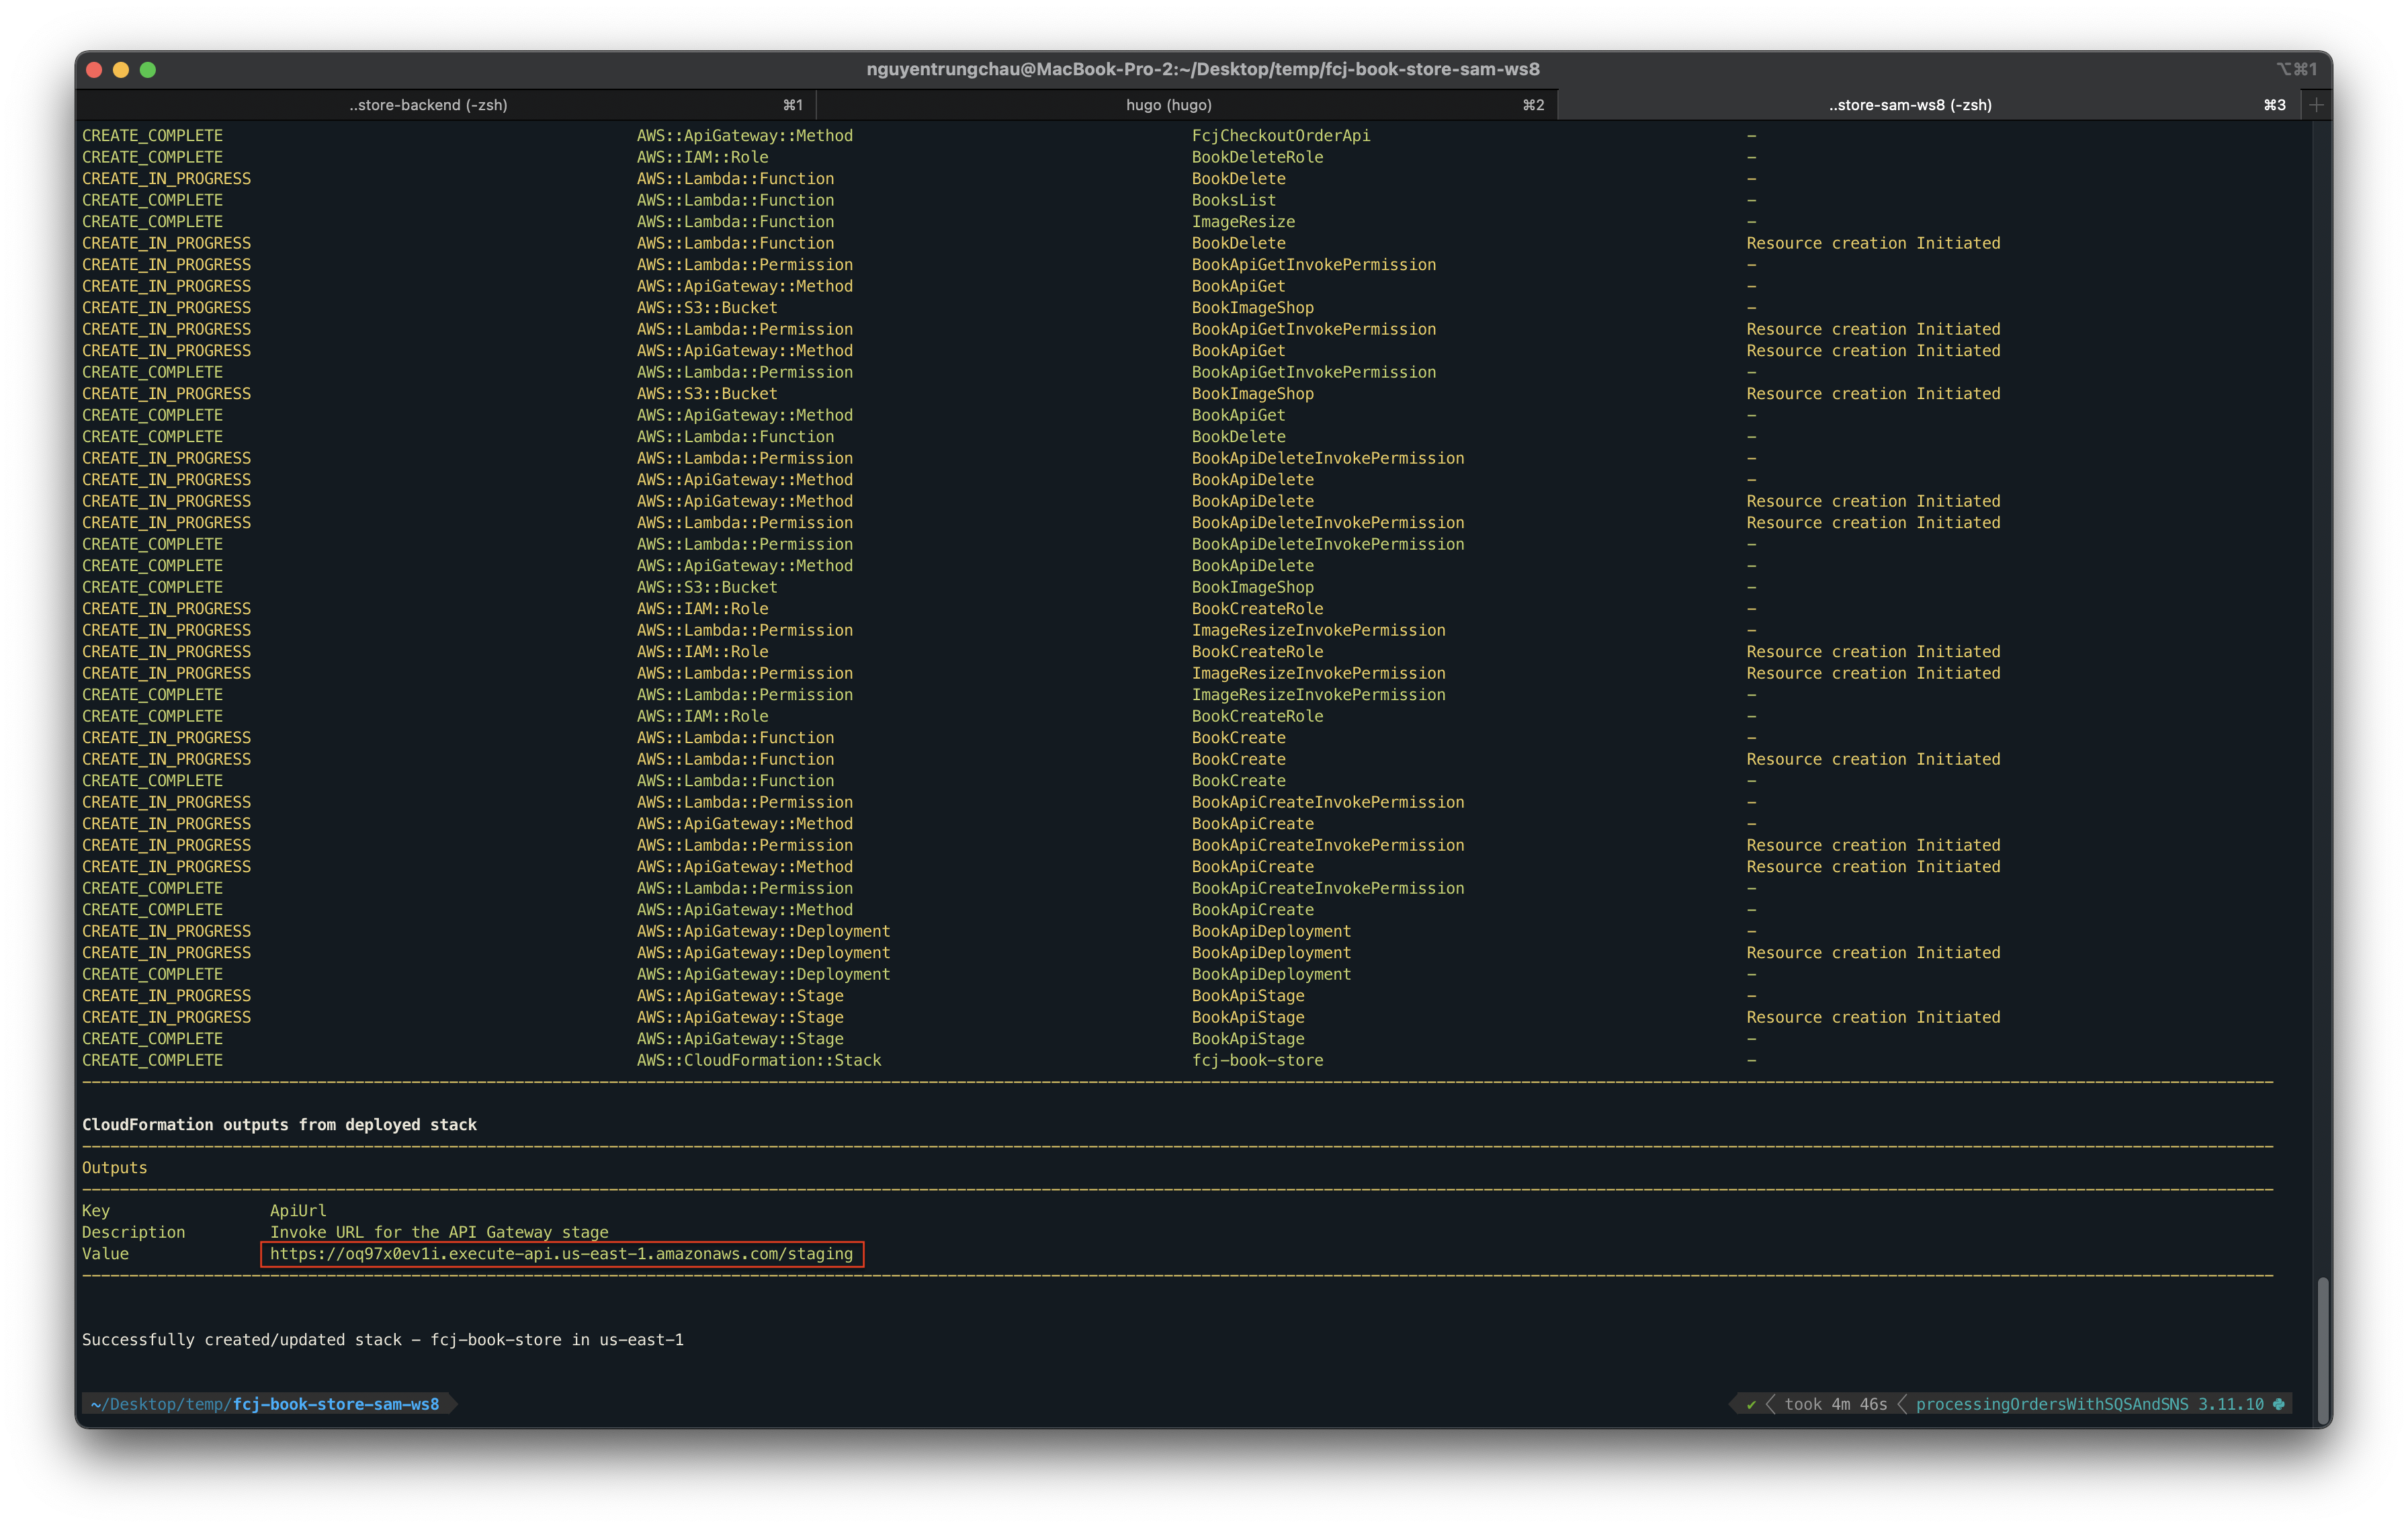 nguyentrungchau@MacBook-Pro-2:~/Desktop/temp/fcj-book-store-sam-ws8 ⌥⌘1
..store-backend (-zsh) ⌘1 hugo (hugo) ⌘2 ..store-sam-ws8 (-zsh) ⌘3 +
CREATE_COMPLETE AWS::ApiGateway::Method FcjCheckoutOrderApi -
CREATE_COMPLETE AWS::IAM::Role BookDeleteRole -
CREATE_IN_PROGRESS AWS::Lambda::Function BookDelete -
CREATE_COMPLETE AWS::Lambda::Function BooksList -
CREATE_COMPLETE AWS::Lambda::Function ImageResize -
CREATE_IN_PROGRESS AWS::Lambda::Function BookDelete Resource creation Initiated
CREATE_IN_PROGRESS AWS::Lambda::Permission BookApiGetInvokePermission -
CREATE_IN_PROGRESS AWS::ApiGateway::Method BookApiGet -
CREATE_IN_PROGRESS AWS::S3::Bucket BookImageShop -
CREATE_IN_PROGRESS AWS::Lambda::Permission BookApiGetInvokePermission Resource creation Initiated
CREATE_IN_PROGRESS AWS::ApiGateway::Method BookApiGet Resource creation Initiated
CREATE_COMPLETE AWS::Lambda::Permission BookApiGetInvokePermission -
CREATE_IN_PROGRESS AWS::S3::Bucket BookImageShop Resource creation Initiated
CREATE_COMPLETE AWS::ApiGateway::Method BookApiGet -
CREATE_COMPLETE AWS::Lambda::Function BookDelete -
CREATE_IN_PROGRESS AWS::Lambda::Permission BookApiDeleteInvokePermission -
CREATE_IN_PROGRESS AWS::ApiGateway::Method BookApiDelete -
CREATE_IN_PROGRESS AWS::ApiGateway::Method BookApiDelete Resource creation Initiated
CREATE_IN_PROGRESS AWS::Lambda::Permission BookApiDeleteInvokePermission Resource creation Initiated
CREATE_COMPLETE AWS::Lambda::Permission BookApiDeleteInvokePermission -
CREATE_COMPLETE AWS::ApiGateway::Method BookApiDelete -
CREATE_COMPLETE AWS::S3::Bucket BookImageShop -
CREATE_IN_PROGRESS AWS::IAM::Role BookCreateRole -
CREATE_IN_PROGRESS AWS::Lambda::Permission ImageResizeInvokePermission -
CREATE_IN_PROGRESS AWS::IAM::Role BookCreateRole Resource creation Initiated
CREATE_IN_PROGRESS AWS::Lambda::Permission ImageResizeInvokePermission Resource creation Initiated
CREATE_COMPLETE AWS::Lambda::Permission ImageResizeInvokePermission -
CREATE_COMPLETE AWS::IAM::Role BookCreateRole -
CREATE_IN_PROGRESS AWS::Lambda::Function BookCreate -
CREATE_IN_PROGRESS AWS::Lambda::Function BookCreate Resource creation Initiated
CREATE_COMPLETE AWS::Lambda::Function BookCreate -
CREATE_IN_PROGRESS AWS::Lambda::Permission BookApiCreateInvokePermission -
CREATE_IN_PROGRESS AWS::ApiGateway::Method BookApiCreate -
CREATE_IN_PROGRESS AWS::Lambda::Permission BookApiCreateInvokePermission Resource creation Initiated
CREATE_IN_PROGRESS AWS::ApiGateway::Method BookApiCreate Resource creation Initiated
CREATE_COMPLETE AWS::Lambda::Permission BookApiCreateInvokePermission -
CREATE_COMPLETE AWS::ApiGateway::Method BookApiCreate -
CREATE_IN_PROGRESS AWS::ApiGateway::Deployment BookApiDeployment -
CREATE_IN_PROGRESS AWS::ApiGateway::Deployment BookApiDeployment Resource creation Initiated
CREATE_COMPLETE AWS::ApiGateway::Deployment BookApiDeployment -
CREATE_IN_PROGRESS AWS::ApiGateway::Stage BookApiStage -
CREATE_IN_PROGRESS AWS::ApiGateway::Stage BookApiStage Resource creation Initiated
CREATE_COMPLETE AWS::ApiGateway::Stage BookApiStage -
CREATE_COMPLETE AWS::CloudFormation::Stack fcj-book-store -
CloudFormation outputs from deployed stack
Outputs
Key ApiUrl
Description Invoke URL for the API Gateway stage
Value https://oq97x0ev1i.execute-api.us-east-1.amazonaws.com/staging
Successfully created/updated stack - fcj-book-store in us-east-1
~/Desktop/temp/fcj-book-store-sam-ws8 ✔ took 4m 46s processingOrdersWithSQSAndSNS 3.11.10